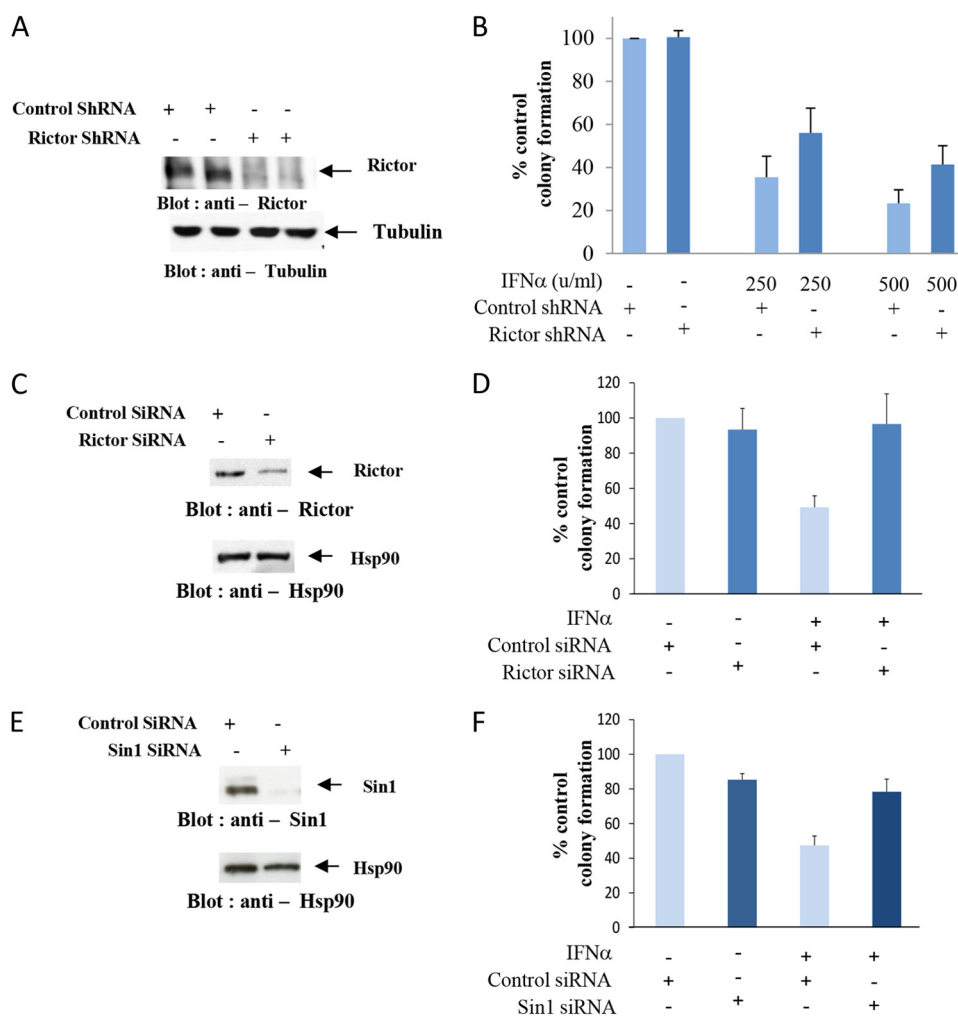 A
Control ShRNA + + - -
Rictor ShRNA - - + +
Rictor
Blot : anti – Rictor
Tubulin
Blot : anti – Tubulin
B
% control
colony formation
100
80
60
40
20
0
IFNα (u/ml) - - 250 250 500 500
Control shRNA + - + - + -
Rictor shRNA - + - + - +
C
Control SiRNA + -
Rictor SiRNA - +
Rictor
Blot : anti – Rictor
Hsp90
Blot : anti – Hsp90
D
% control
colony formation
120
100
80
60
40
20
0
IFNα - - + +
Control siRNA + - + -
Rictor siRNA - + - +
E
Control SiRNA + -
Sin1 SiRNA - +
Sin1
Blot : anti – Sin1
Hsp90
Blot : anti – Hsp90
F
% control
colony formation
120
100
80
60
40
20
0
IFNα - - + +
Control siRNA + - + -
Sin1 siRNA - + - +